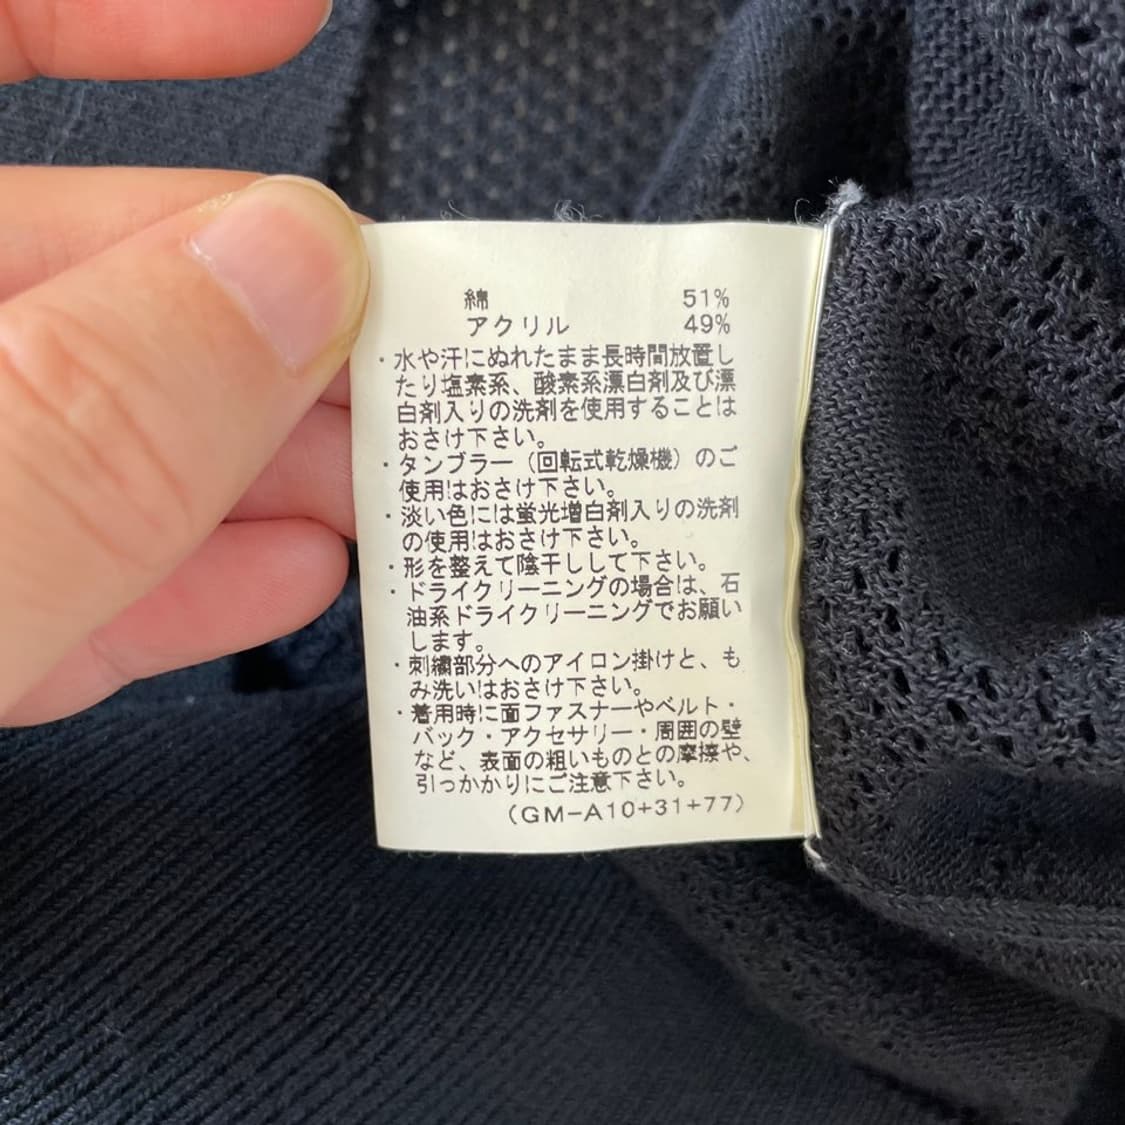 綿 51%
アクリル 49%
・水や汗にぬれたまま長時間放置し
たり塩素系、酸素系漂白剤及び漂
白剤入りの洗剤を使用することは
おさけ下さい。
・タンブラー（回転式乾燥機）のご
使用はおさけ下さい。
・淡い色には蛍光増白剤入りの洗剤
の使用はおさけ下さい。
・形を整えて陰干しして下さい。
・ドライクリーニングの場合は、石
油系ドライクリーニングでお願い
します。
・刺繍部分へのアイロン掛けと、も
み洗いはおさけ下さい。
・着用時に面ファスナーやベルト・
バック・アクセサリー・周囲の壁
など、表面の粗いものとの摩擦や、
引っかかりにご注意下さい。
（GM-A10+31+77）